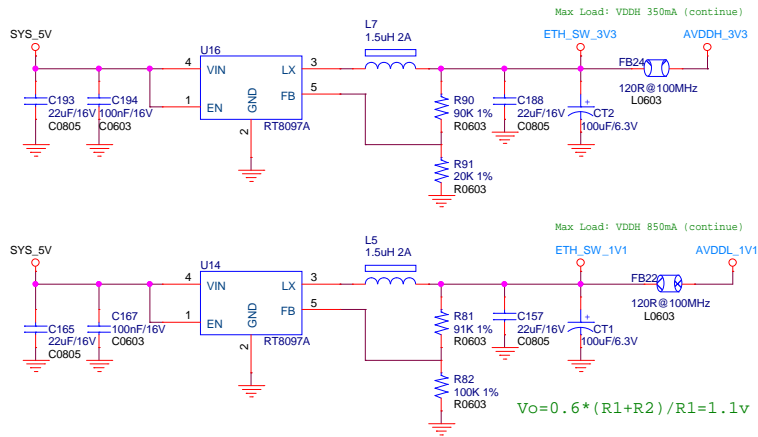 Max Load: VDDH 350mA (continue)
SYS_5V
L7
1.5uH 2A
ETH_SW_3V3
AVDDH_3V3
U16
FB24
4
VIN
LX
3
120R@100MHz
L0603
FB
5
C193
22uF/16V
C0805
C194
100nF/16V
C0603
1
EN
GND
2
RT8097A
R90
90K 1%
R0603
C188
22uF/16V
C0805
+
CT2
100uF/6.3V
R91
20K 1%
R0603
Max Load: VDDH 850mA (continue)
SYS_5V
L5
1.5uH 2A
ETH_SW_1V1
AVDDL_1V1
U14
FB22
4
VIN
LX
3
120R@100MHz
L0603
FB
5
C165
22uF/16V
C0805
C167
100nF/16V
C0603
1
EN
GND
2
RT8097A
R81
91K 1%
R0603
C157
22uF/16V
C0805
+
CT1
100uF/6.3V
R82
100K 1%
R0603
Vo=0.6*(R1+R2)/R1=1.1v